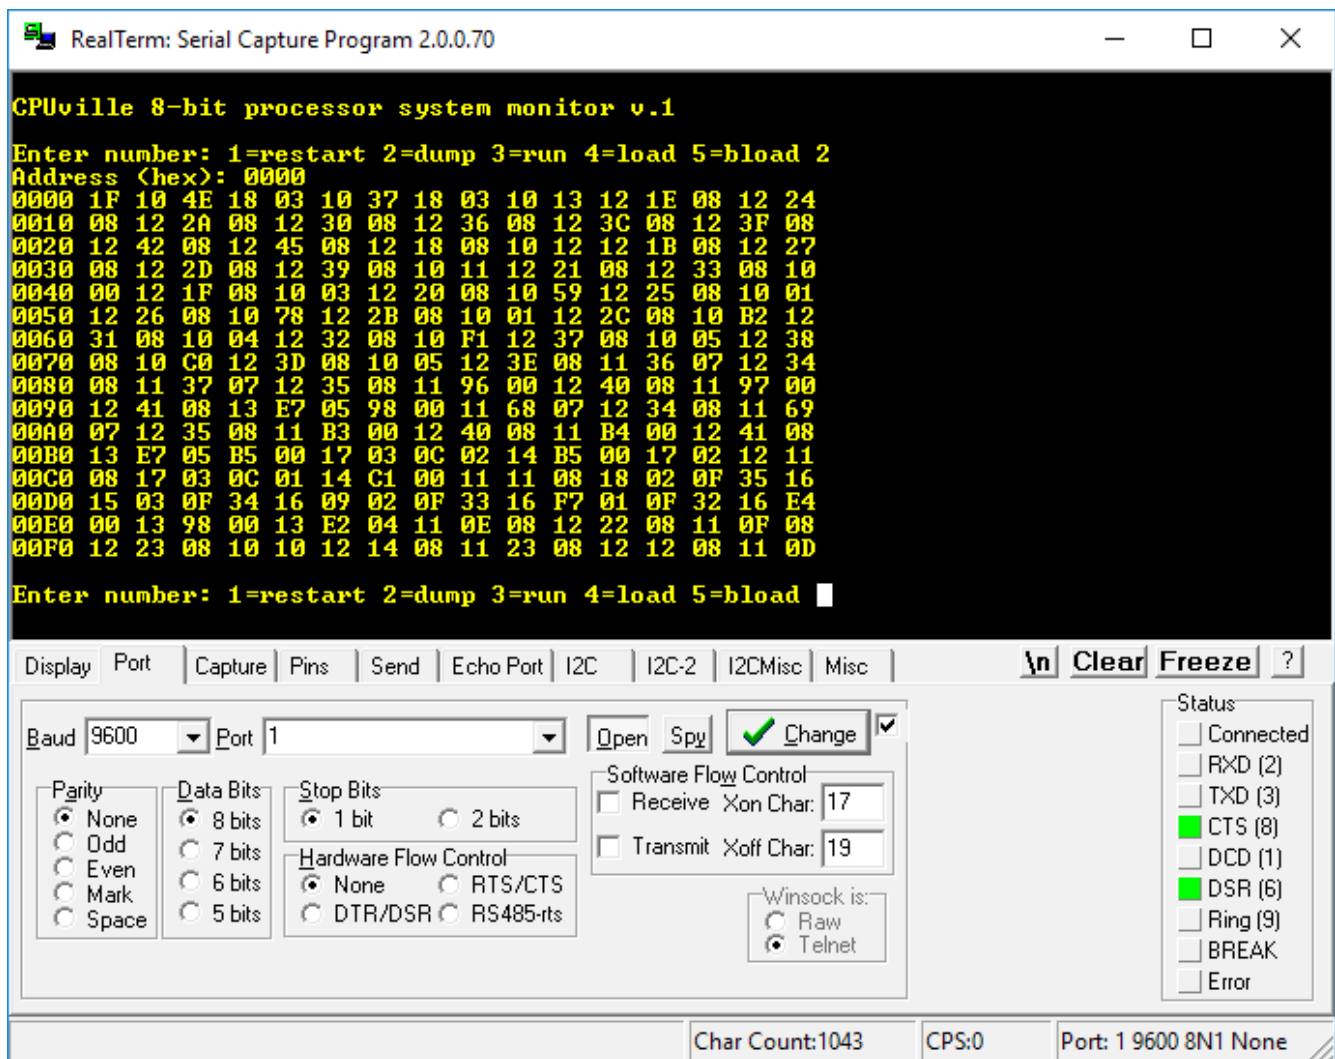 RealTerm: Serial Capture Program 2.0.0.70
CPUville 8-bit processor system monitor v.1
Enter number: 1=restart 2=dump 3=run 4=load 5=bload 2
Address (hex): 0000
0000 1F 10 4E 18 03 10 37 18 03 10 13 12 1E 08 12 24
0010 08 12 2A 08 12 30 08 12 36 08 12 3C 08 12 3F 08
0020 12 42 08 12 45 08 12 18 08 10 12 12 1B 08 12 27
0030 08 12 2D 08 12 39 08 10 11 12 21 08 12 33 08 10
0040 00 12 1F 08 10 03 12 20 08 10 59 12 25 08 10 01
0050 12 26 08 10 78 12 2B 08 10 01 12 2C 08 10 B2 12
0060 31 08 10 04 12 32 08 10 F1 12 37 08 10 05 12 38
0070 08 10 C0 12 3D 08 10 05 12 3E 08 11 36 07 12 34
0080 08 11 37 07 12 35 08 11 96 00 12 40 08 11 97 00
0090 12 41 08 13 E7 05 98 00 11 68 07 12 34 08 11 69
00A0 07 12 35 08 11 B3 00 12 40 08 11 B4 00 12 41 08
00B0 13 E7 05 B5 00 17 03 0C 02 14 B5 00 17 02 12 11
00C0 08 17 03 0C 01 14 C1 00 11 11 08 18 02 0F 35 16
00D0 15 03 0F 34 16 09 02 0F 33 16 F7 01 0F 32 16 E4
00E0 00 13 98 00 13 E2 04 11 0E 08 12 22 08 11 0F 08
00F0 12 23 08 10 10 12 14 08 11 23 08 12 12 08 11 0D
Enter number: 1=restart 2=dump 3=run 4=load 5=bload
Display Port Capture Pins Send Echo Port I2C I2C-2 I2CMisc Misc \n Clear Freeze ?
Baud 9600 Port 1 Open Spy Change
Parity
None
Odd
Even
Mark
Space
Data Bits
8 bits
7 bits
6 bits
5 bits
Stop Bits
1 bit 2 bits
Hardware Flow Control
None RTS/CTS
DTR/DSR RS485-rts
Software Flow Control
Receive Xon Char: 17
Transmit Xoff Char: 19
Winsock is:
Raw
Telnet
Status
Connected
RXD (2)
TXD (3)
CTS (8)
DCD (1)
DSR (6)
Ring (9)
BREAK
Error
Char Count:1043 CPS:0 Port: 1 9600 8N1 None